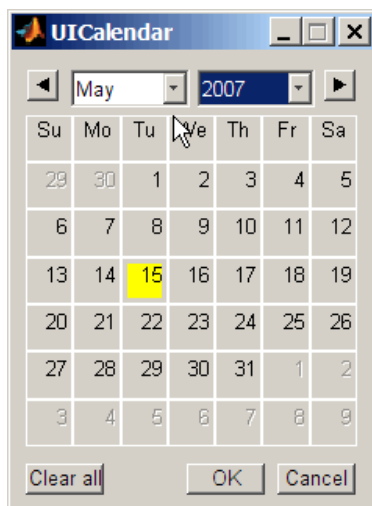 UICalendar
May 2007
Su Mo Tu We Th Fr Sa
29 30 1 2 3 4 5
6 7 8 9 10 11 12
13 14 15 16 17 18 19
20 21 22 23 24 25 26
27 28 29 30 31 1 2
3 4 5 6 7 8 9
Clear all OK Cancel